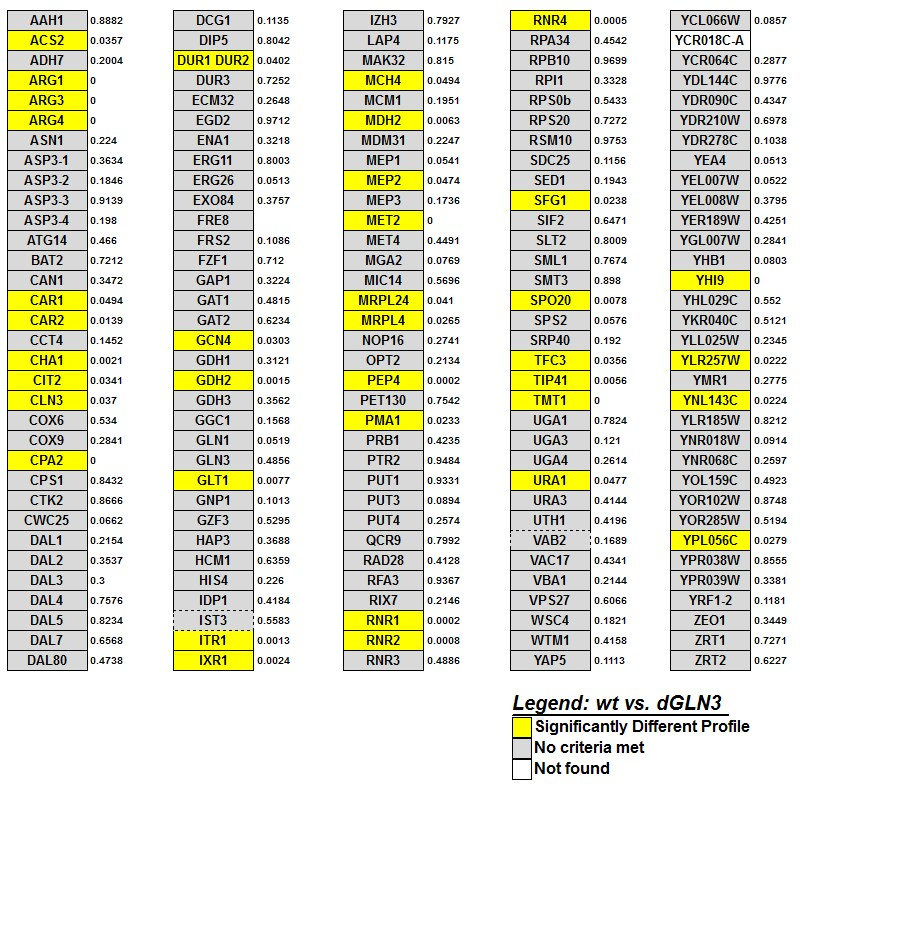 AAH1 0.8882
ACS2 0.0357
ADH7 0.2004
ARG1 0
ARG3 0
ARG4 0
ASN1 0.224
ASP3-1 0.3634
ASP3-2 0.1846
ASP3-3 0.9139
ASP3-4 0.198
ATG14 0.466
BAT2 0.7212
CAN1 0.3472
CAR1 0.0494
CAR2 0.0139
CCT4 0.1452
CHA1 0.0021
CIT2 0.0341
CLN3 0.037
COX6 0.534
COX9 0.2841
CPA2 0
CPS1 0.8432
CTK2 0.8666
CWC25 0.0662
DAL1 0.2154
DAL2 0.3537
DAL3 0.3
DAL4 0.7576
DAL5 0.8234
DAL7 0.6568
DAL80 0.4738
DCG1 0.1135
DIP5 0.8042
DUR1 DUR2 0.0402
DUR3 0.7252
ECM32 0.2648
EGD2 0.9712
ENA1 0.3218
ERG11 0.8003
ERG26 0.0513
EXO84 0.3757
FRE8
FRS2 0.1086
FZF1 0.712
GAP1 0.3224
GAT1 0.4815
GAT2 0.6234
GCN4 0.0303
GDH1 0.3121
GDH2 0.0015
GDH3 0.3562
GGC1 0.1568
GLN1 0.0519
GLN3 0.4856
GLT1 0.0077
GNP1 0.1013
GZF3 0.5295
HAP3 0.3688
HCM1 0.6359
HIS4 0.226
IDP1 0.4184
IST3 0.5583
ITR1 0.0013
IXR1 0.0024
IZH3 0.7927
LAP4 0.1175
MAK32 0.815
MCH4 0.0494
MCM1 0.1951
MDH2 0.0063
MDM31 0.2247
MEP1 0.0541
MEP2 0.0474
MEP3 0.1736
MET2 0
MET4 0.4491
MGA2 0.0769
MIC14 0.5696
MRPL24 0.041
MRPL4 0.0265
NOP16 0.2741
OPT2 0.2134
PEP4 0.0002
PET130 0.7542
PMA1 0.0233
PRB1 0.4235
PTR2 0.9484
PUT1 0.9331
PUT3 0.0894
PUT4 0.2574
QCR9 0.7992
RAD28 0.4128
RFA3 0.9367
RIX7 0.2146
RNR1 0.0002
RNR2 0.0008
RNR3 0.4886
RNR4 0.0005
RPA34 0.4542
RPB10 0.9699
RPI1 0.3328
RPS0b 0.5433
RPS20 0.7272
RSM10 0.9753
SDC25 0.1156
SED1 0.1943
SFG1 0.0238
SIF2 0.6471
SLT2 0.8009
SML1 0.7674
SMT3 0.898
SPO20 0.0078
SPS2 0.0576
SRP40 0.192
TFC3 0.0356
TIP41 0.0056
TMT1 0
UGA1 0.7824
UGA3 0.121
UGA4 0.2614
URA1 0.0477
URA3 0.4144
UTH1 0.4196
VAB2 0.1689
VAC17 0.4341
VBA1 0.2144
VPS27 0.6066
WSC4 0.1821
WTM1 0.4158
YAP5 0.1113
YCL066W 0.0857
YCR018C-A
YCR064C 0.2877
YDL144C 0.9776
YDR090C 0.4347
YDR210W 0.6978
YDR278C 0.1038
YEA4 0.0513
YEL007W 0.0522
YEL008W 0.3795
YER189W 0.4251
YGL007W 0.2841
YHB1 0.0803
YHI9 0
YHL029C 0.552
YKR040C 0.5121
YLL025W 0.2345
YLR257W 0.0222
YMR1 0.2775
YNL143C 0.0224
YLR185W 0.8212
YNR018W 0.0914
YNR068C 0.2597
YOL159C 0.4923
YOR102W 0.8748
YOR285W 0.5194
YPL056C 0.0279
YPR038W 0.8555
YPR039W 0.3381
YRF1-2 0.1181
ZEO1 0.3449
ZRT1 0.7271
ZRT2 0.6227
Legend: wt vs. dGLN3
Significantly Different Profile
No criteria met
Not found